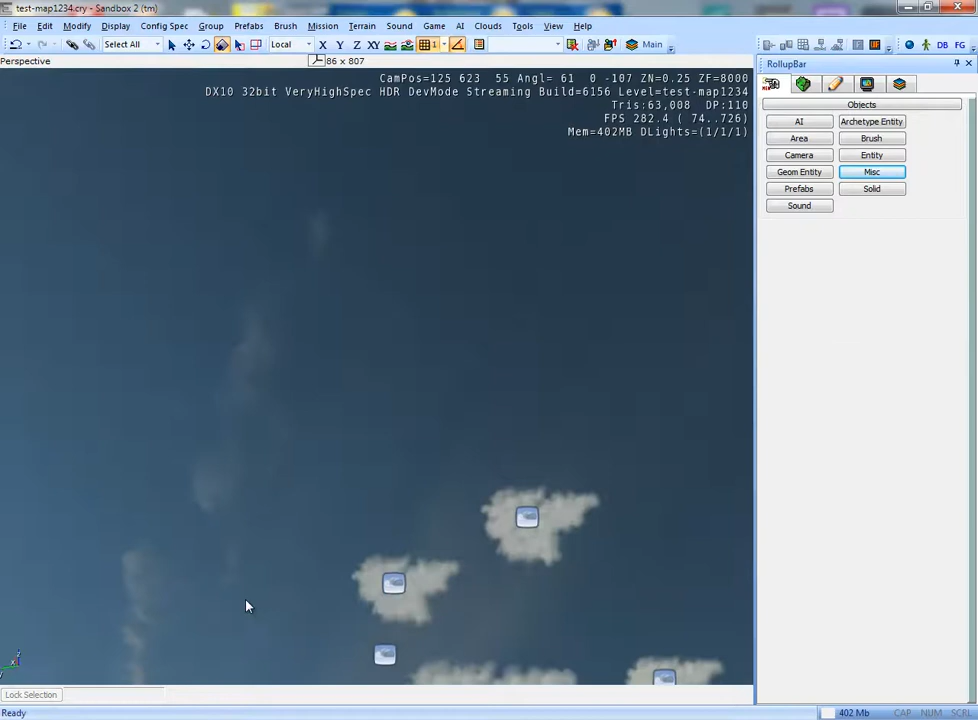 test-map1234.cry - Sandbox 2 (tm)
File Edit Modify Display Config Spec Group Prefabs Brush Mission Terrain Sound Game AI Clouds Tools View Help
Select All Local X Y Z XY 1 Main DB FG
Perspective 86 x 807
RollupBar
CamPos=125 623 55 Angl= 61 0 -107 ZN=0.25 ZF=8000
DX10 32bit VeryHighSpec HDR DevMode Streaming Build=6156 Level=test-map1234
Tris:63,008 DP:110
FPS 282.4 ( 74..726)
Mem=402MB DLights=(1/1/1)
Objects
AI Archetype Entity
Area Brush
Camera Entity
Geom Entity Misc
Prefabs Solid
Sound
z
x
y
Lock Selection
Ready 402 Mb CAP NUM SCRL